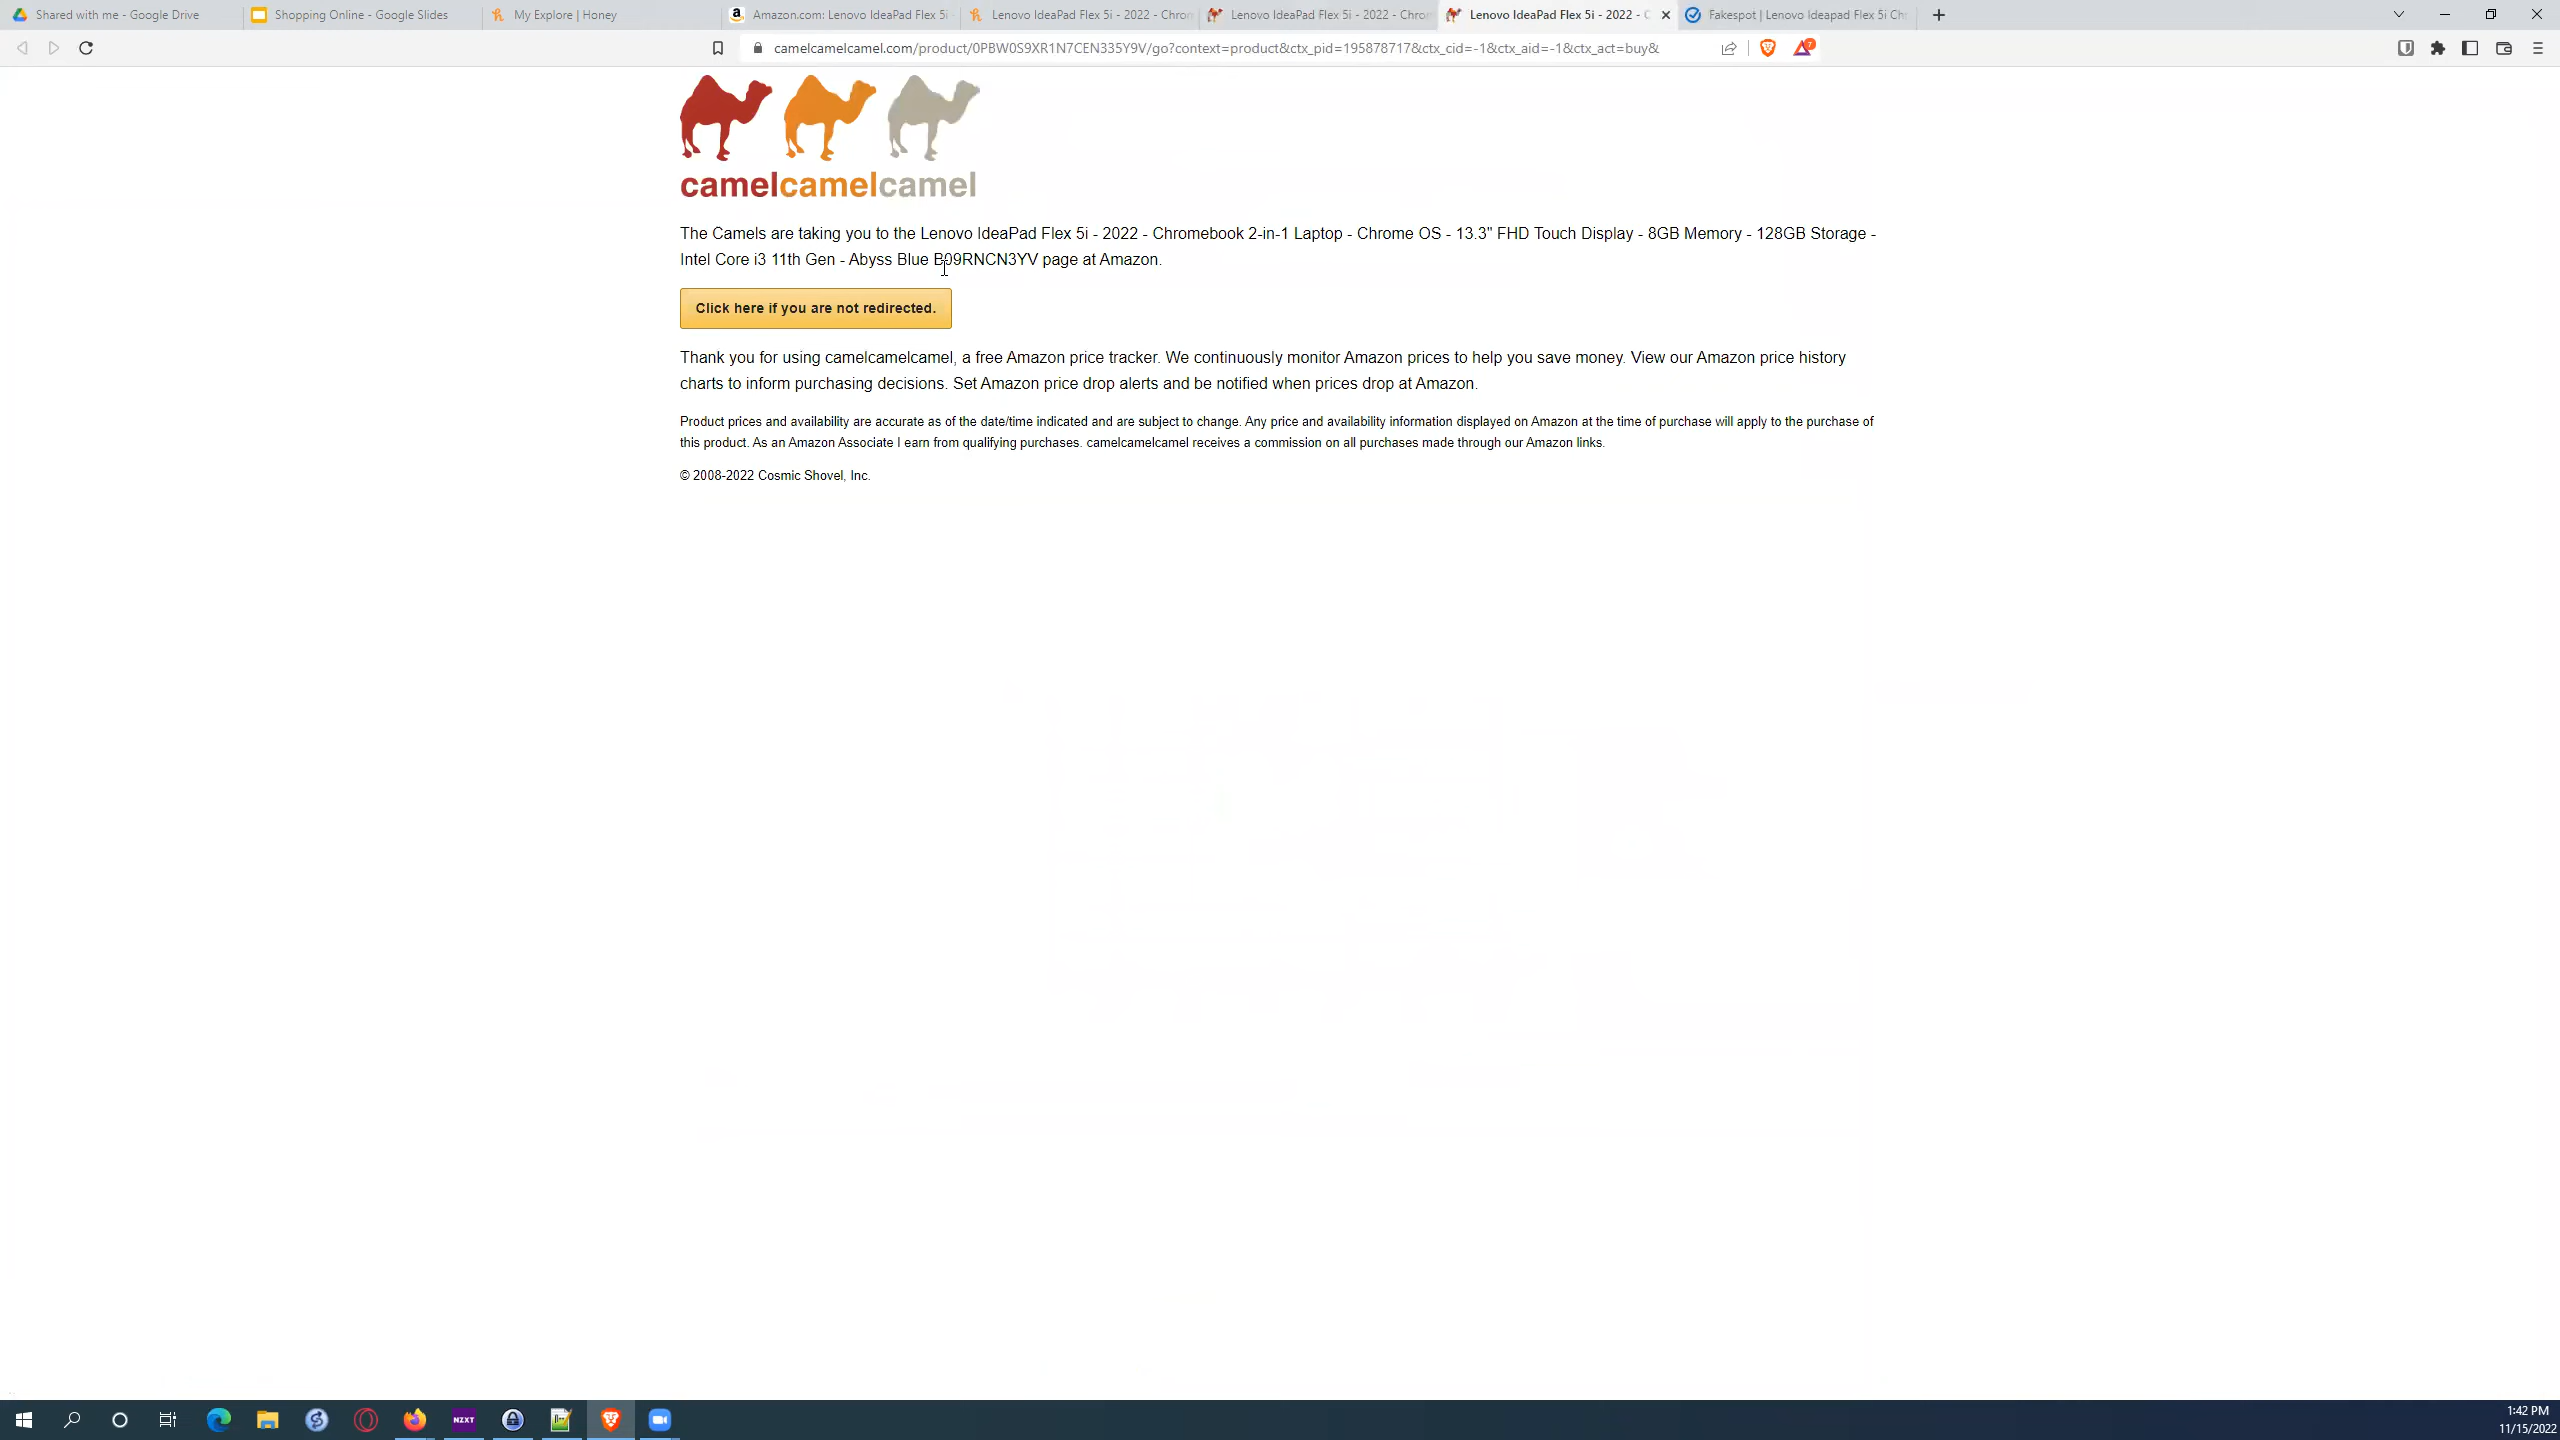 Shared with me - Google Drive
Shopping Online - Google Slides
My Explore | Honey
Amazon.com: Lenovo IdeaPad Flex 5i -
Lenovo IdeaPad Flex 5i - 2022 - Chrom
Lenovo IdeaPad Flex 5i - 2022 - Chrom
Lenovo IdeaPad Flex 5i - 2022 - C
Fakespot | Lenovo Ideapad Flex 5i Ch
camelcamelcamel.com/product/0PBW0S9XR1N7CEN335Y9V/go?context=product&ctx_pid=195878717&ctx_cid=-1&ctx_aid=-1&ctx_act=buy&
7
camelcamelcamel
The Camels are taking you to the Lenovo IdeaPad Flex 5i - 2022 - Chromebook 2-in-1 Laptop - Chrome OS - 13.3" FHD Touch Display - 8GB Memory - 128GB Storage -
Intel Core i3 11th Gen - Abyss Blue B09RNCN3YV page at Amazon.
Click here if you are not redirected.
Thank you for using camelcamelcamel, a free Amazon price tracker. We continuously monitor Amazon prices to help you save money. View our Amazon price history
charts to inform purchasing decisions. Set Amazon price drop alerts and be notified when prices drop at Amazon.
Product prices and availability are accurate as of the date/time indicated and are subject to change. Any price and availability information displayed on Amazon at the time of purchase will apply to the purchase of
this product. As an Amazon Associate I earn from qualifying purchases. camelcamelcamel receives a commission on all purchases made through our Amazon links.
© 2008-2022 Cosmic Shovel, Inc.
NZXT
1:42 PM
11/15/2022